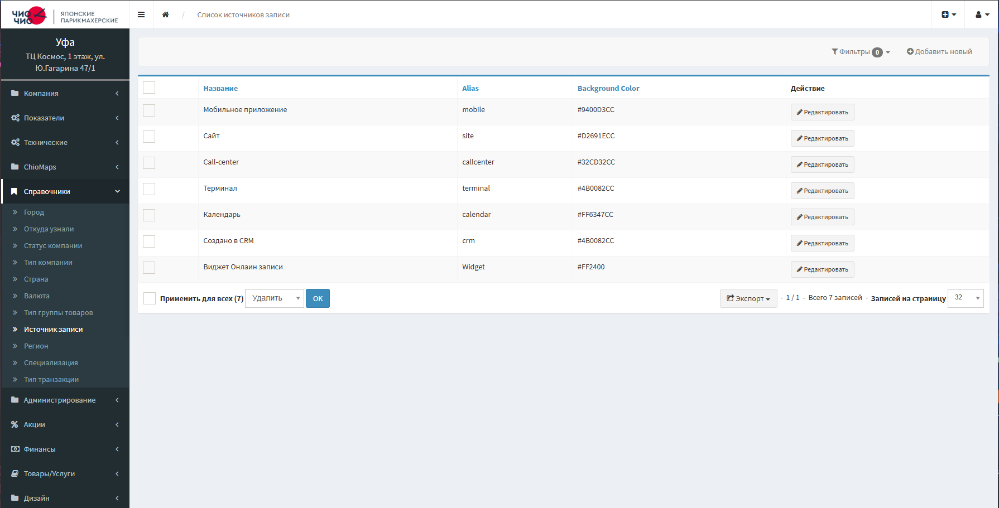 ЧИО ЧИО
ЯПОНСКИЕ
ПАРИКМАХЕРСКИЕ
/ Список источников записи
Уфа
ТЦ Космос, 1 этаж, ул.
Ю.Гагарина 47/1
Компания
Показатели
Технические
ChioMaps
Справочники
Город
Откуда узнали
Статус компании
Тип компании
Страна
Валюта
Тип группы товаров
Источник записи
Регион
Специализация
Тип транзакции
Администрирование
Акции
Финансы
Товары/Услуги
Дизайн
Фильтры 0 Добавить новый
Название Alias Background Color Действие
Мобильное приложение mobile #9400D3CC Редактировать
Сайт site #D2691ECC Редактировать
Call-center callcenter #32CD32CC Редактировать
Терминал terminal #4B0082CC Редактировать
Календарь calendar #FF6347CC Редактировать
Создано в CRM crm #4B0082CC Редактировать
Виджет Онлаин записи Widget #FF2400 Редактировать
Применить для всех (7) Удалить OK Экспорт - 1 / 1 - Всего 7 записей - Записей на страницу 32